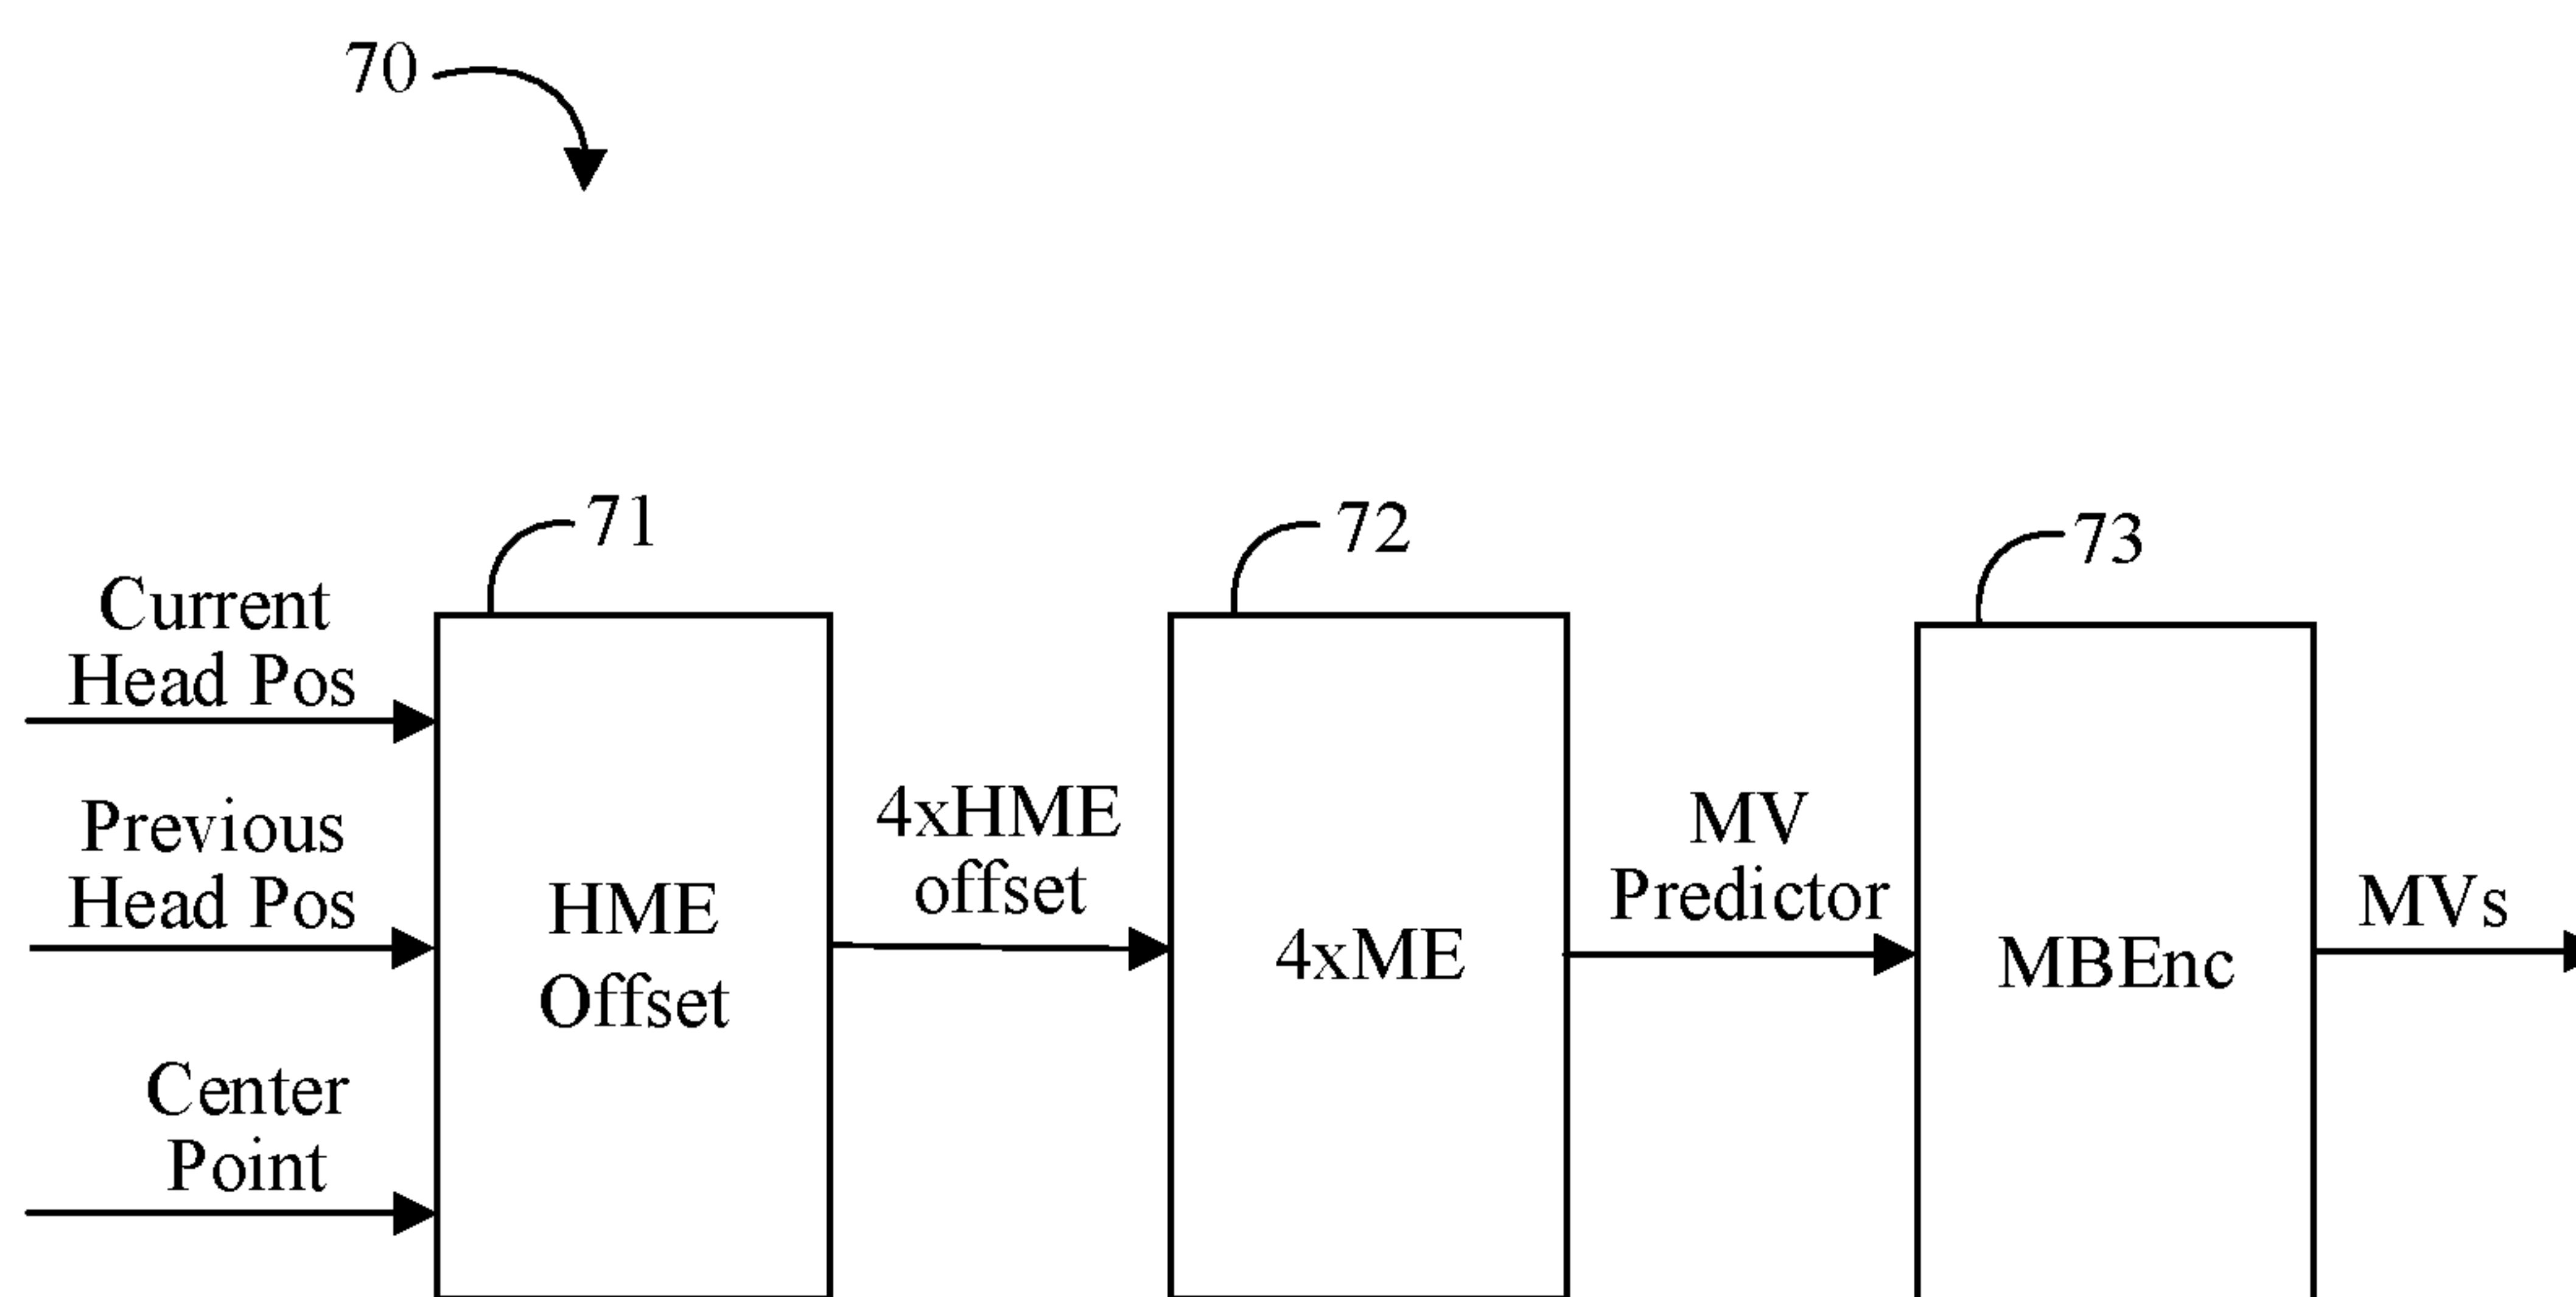 70
71
72
73
Current
Head Pos
Previous
Head Pos
Center
Point
HME
Offset
4xHME
offset
4xME
MV
Predictor
MBEnc
MVs